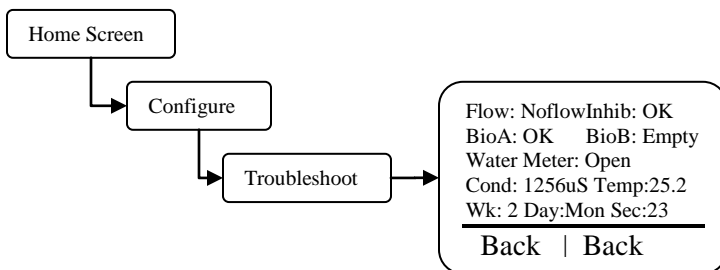 Home Screen
Configure
Troubleshoot
Flow: NoflowInhib: OK
BioA: OK BioB: Empty
Water Meter: Open
Cond: 1256uS Temp:25.2
Wk: 2 Day:Mon Sec:23
Back | Back